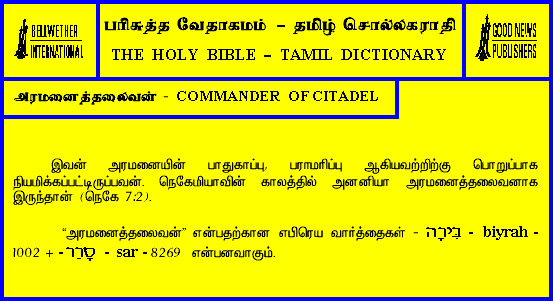 BELLWETHER
INTERNATIONAL
பரிசுத்த வேதாகமம் – தமிழ் சொல்லகராதி
THE HOLY BIBLE – TAMIL DICTIONARY
GOOD NEWS
PUBLISHERS
அரமனைத்தலைவன் - COMMANDER OF CITADEL
இவன் அரமனையின் பாதுகாப்பு, பராமரிப்பு ஆகியவற்றிற்கு பொறுப்பாக
நியமிக்கப்பட்டிருப்பவன். நெகேமியாவின் காலத்தில் அனனியா அரமனைத்தலைவனாக
இருந்தான் (நெகே 7:2).
“அரமனைத்தலைவன்” என்பதற்கான எபிரெய வார்த்தைகள் - בִּירָה - biyrah -
1002 + - שָׂרַר - sar - 8269 என்பனவாகும்.